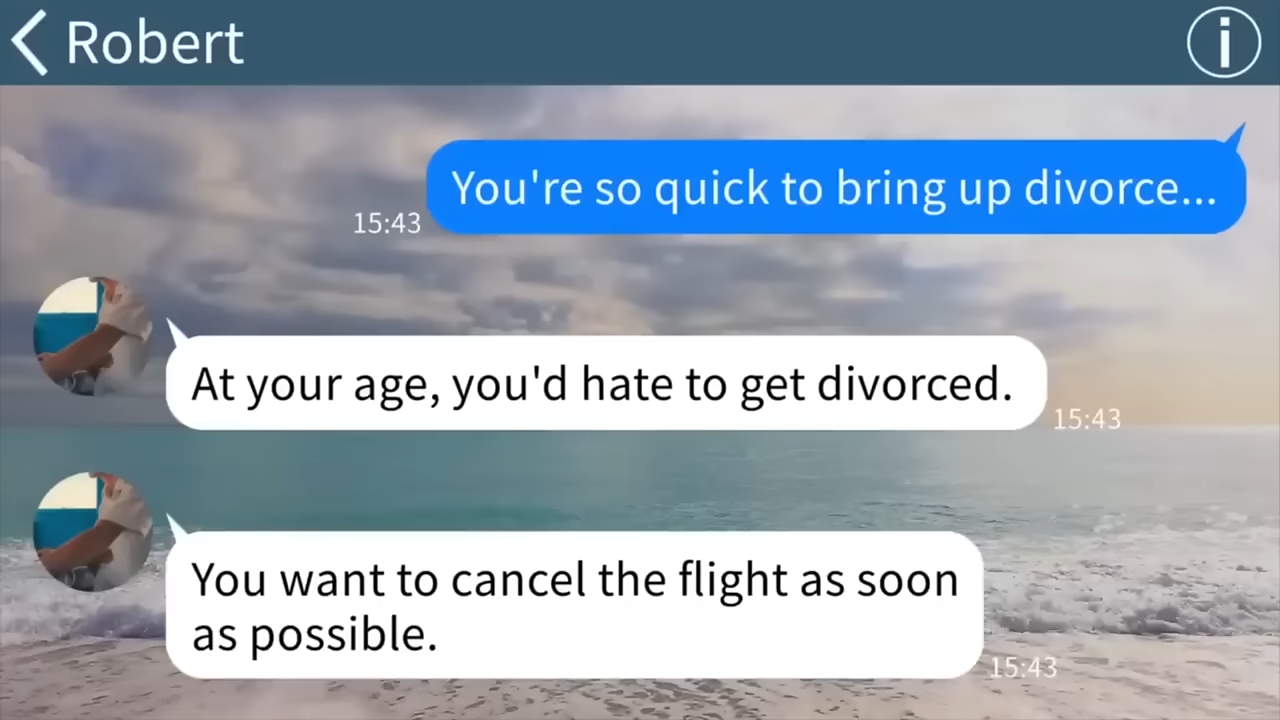 Robert
You're so quick to bring up divorce...
15:43
At your age, you'd hate to get divorced.
15:43
You want to cancel the flight as soon
as possible.
15:43